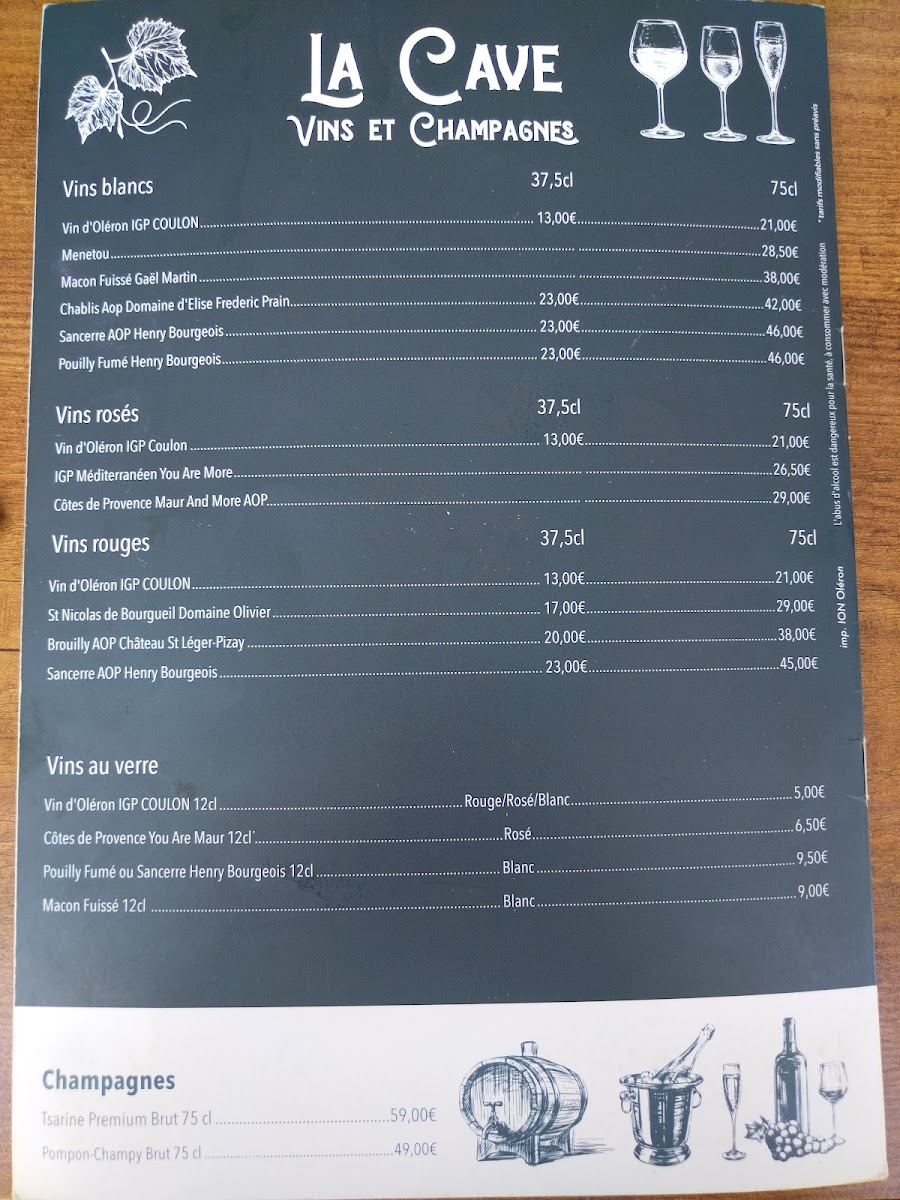 LA CAVE
VINS ET CHAMPAGNES
Vins blancs 37,5cl 75cl
Vin d'Oléron IGP COULON 13,00€ 21,00€
Menetou 28,50€
Macon Fuissé Gaël Martin 38,00€
Chablis Aop Domaine d'Elise Frederic Prain 23,00€ 42,00€
Sancerre AOP Henry Bourgeois 23,00€ 46,00€
Pouilly Fumé Henry Bourgeois 23,00€ 46,00€
Vins rosés 37,5cl 75cl
Vin d'Oléron IGP Coulon 13,00€ 21,00€
IGP Méditerranéen You Are More 26,50€
Côtes de Provence Maur And More AOP 29,00€
Vins rouges 37,5cl 75cl
Vin d'Oléron IGP COULON 13,00€ 21,00€
St Nicolas de Bourgueil Domaine Olivier 17,00€ 29,00€
Brouilly AOP Château St Léger-Pizay 20,00€ 38,00€
Sancerre AOP Henry Bourgeois 23,00€ 45,00€
Vins au verre
Vin d'Oléron IGP COULON 12cl Rouge/Rosé/Blanc 5,00€
Côtes de Provence You Are Maur 12cl Rosé 6,50€
Pouilly Fumé ou Sancerre Henry Bourgeois 12cl Blanc 9,50€
Macon Fuissé 12cl Blanc 9,00€
Champagnes
Tsarine Premium Brut 75 cl 59,00€
Pompon-Champy Brut 75 cl 49,00€
*tarifs modifiables sans préavis
L'abus d'alcool est dangereux pour la santé, à consommer avec modération
imp. ION Oléron